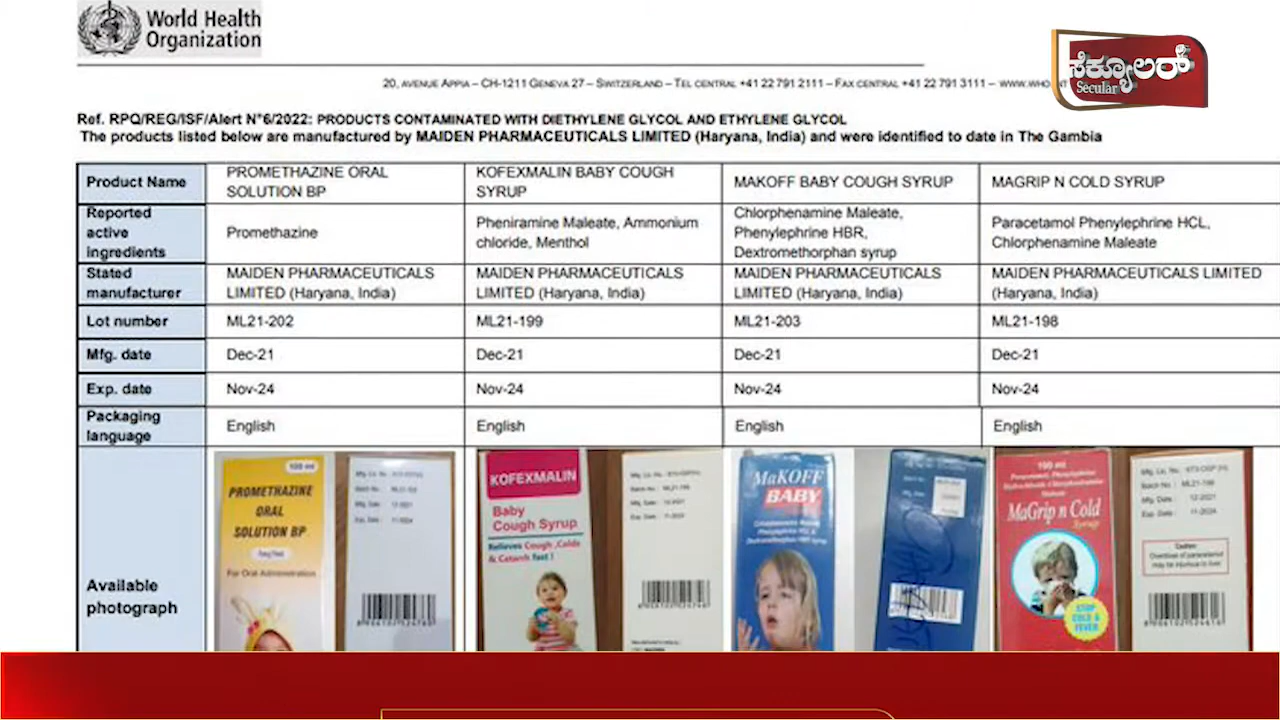 World Health
Organization
ಸೆಕ್ಯೂಲರ್
Secular
20, AVENUE APPIA – CH-1211 GENEVA 27 – SWITZERLAND – TEL CENTRAL +41 22 791 2111 – FAX CENTRAL +41 22 791 3111 –
Ref. RPQ/REG/ISF/Alert N°6/2022: PRODUCTS CONTAMINATED WITH DIETHYLENE GLYCOL AND ETHYLENE GLYCOL
The products listed below are manufactured by MAIDEN PHARMACEUTICALS LIMITED (Haryana, India) and were identified to date in The Gambia
Product Name
PROMETHAZINE ORAL
SOLUTION BP
KOFEXMALIN BABY COUGH
SYRUP
MAKOFF BABY COUGH SYRUP
MAGRIP N COLD SYRUP
Reported
active
ingredients
Promethazine
Pheniramine Maleate, Ammonium
chloride, Menthol
Chlorphenamine Maleate,
Phenylephrine HBR,
Dextromethorphan syrup
Paracetamol Phenylephrine HCL,
Chlorphenamine Maleate
Stated
manufacturer
MAIDEN PHARMACEUTICALS
LIMITED (Haryana, India)
MAIDEN PHARMACEUTICALS
LIMITED (Haryana, India)
MAIDEN PHARMACEUTICALS
LIMITED (Haryana, India)
MAIDEN PHARMACEUTICALS LIMITED
(Haryana, India)
Lot number
ML21-202
ML21-199
ML21-203
ML21-198
Mfg. date
Dec-21
Dec-21
Dec-21
Dec-21
Exp. date
Nov-24
Nov-24
Nov-24
Nov-24
Packaging
language
English
English
English
English
Available
photograph
100 ml
PROMETHAZINE
ORAL
SOLUTION BP
For Oral Administration
KOFEXMALIN
Baby
Cough Syrup
Relieves Cough, Colds
& Catarrh fast !
MaKOFF
BABY
100 ml
MaGrip n Cold
Syrup
STOP
COLD &
FEVER
Mfg. Date : 12-2021
Exp. Date : 11-2024